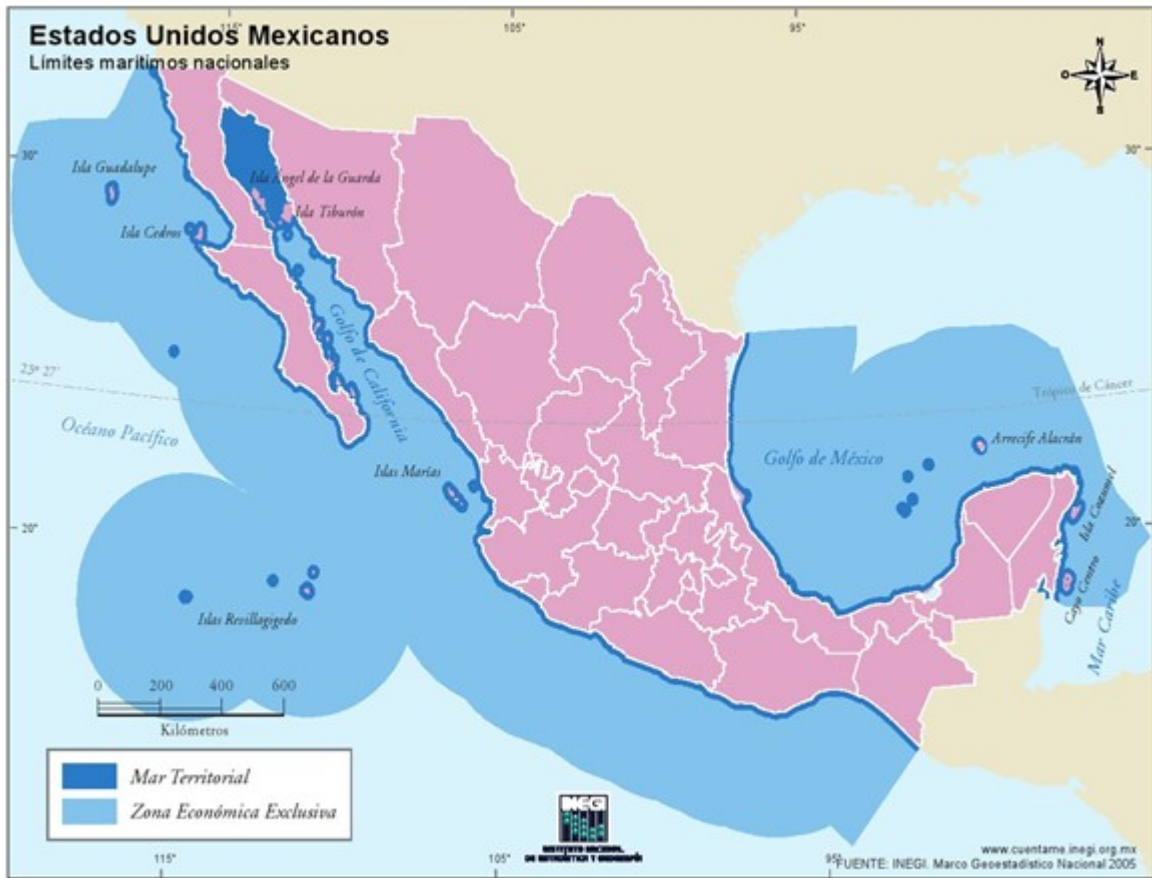 Estados Unidos Mexicanos
Límites marítimos nacionales
115°
105°
95°
N
O
E
S
30°
30°
Isla Guadalupe
Isla Ángel de la Guarda
Isla Tiburón
Isla Cedros
Golfo de California
23° 27'
Trópico de Cáncer
Océano Pacífico
Islas Marías
Golfo de México
Arrecife Alacrán
Isla Cozumel
20°
20°
Cayo Centro
Mar Caribe
Islas Revillagigedo
0 200 400 600
Kilómetros
Mar Territorial
Zona Económica Exclusiva
INEGI
INSTITUTO NACIONAL
DE ESTADÍSTICA Y GEOGRAFÍA
115°
105°
95°
www.cuentame.inegi.org.mx
FUENTE: INEGI. Marco Geoestadístico Nacional 2005